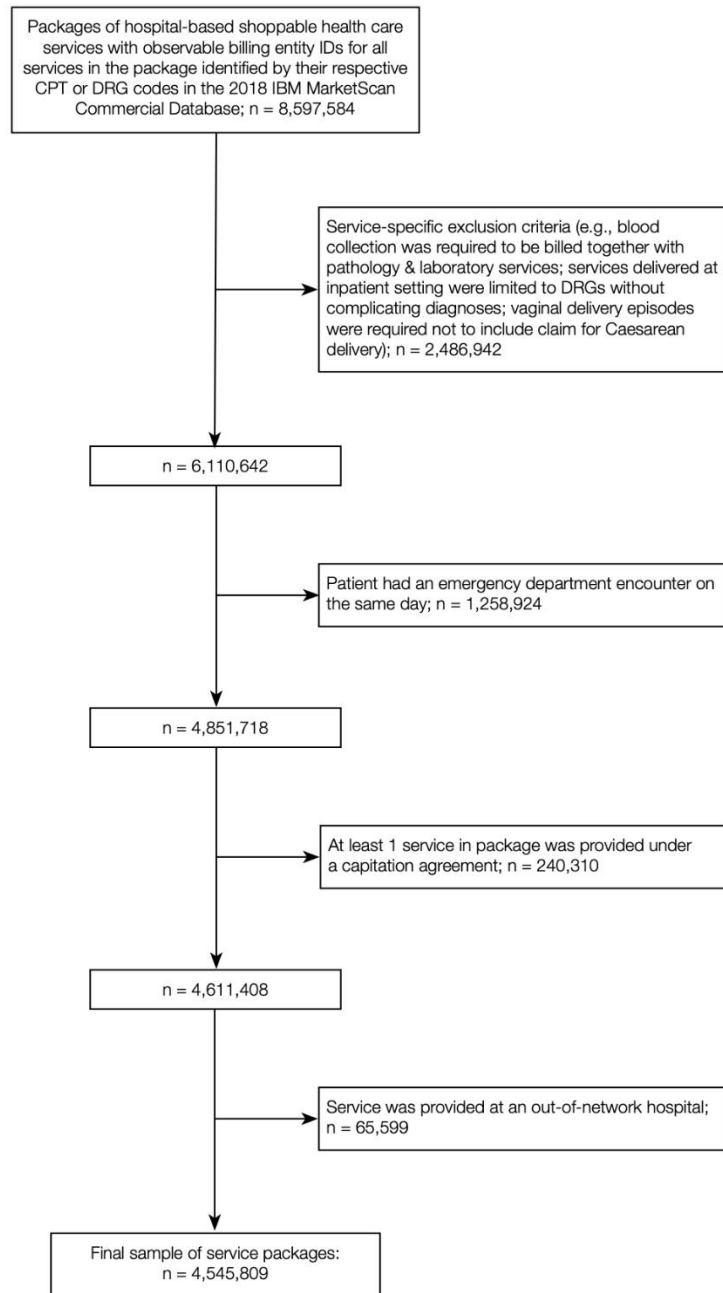 Packages of hospital-based shoppable health care
services with observable billing entity IDs for all
services in the package identified by their respective
CPT or DRG codes in the 2018 IBM MarketScan
Commercial Database; n = 8,597,584
Service-specific exclusion criteria (e.g., blood
collection was required to be billed together with
pathology & laboratory services; services delivered at
inpatient setting were limited to DRGs without
complicating diagnoses; vaginal delivery episodes
were required not to include claim for Caesarean
delivery); n = 2,486,942
n = 6,110,642
Patient had an emergency department encounter on
the same day; n = 1,258,924
n = 4,851,718
At least 1 service in package was provided under
a capitation agreement; n = 240,310
n = 4,611,408
Service was provided at an out-of-network hospital;
n = 65,599
Final sample of service packages:
n = 4,545,809